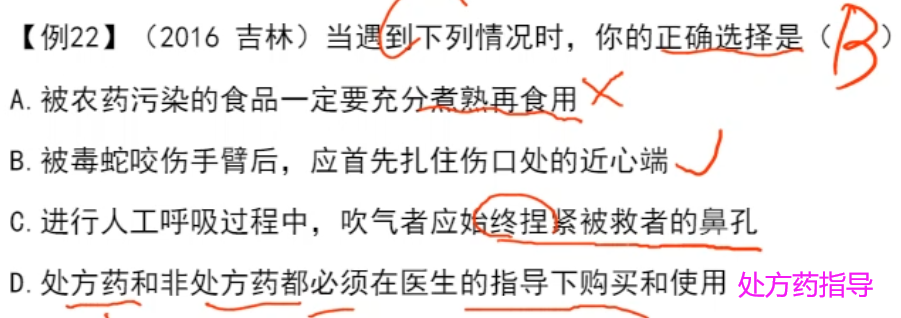 【例22】（2016 吉林）当遇到下列情况时，你的正确选择是（B）
A.被农药污染的食品一定要充分煮熟再食用
B.被毒蛇咬伤手臂后，应首先扎住伤口处的近心端
C.进行人工呼吸过程中，吹气者应始终捏紧被救者的鼻孔
D.处方药和非处方药都必须在医生的指导下购买和使用 处方药指导